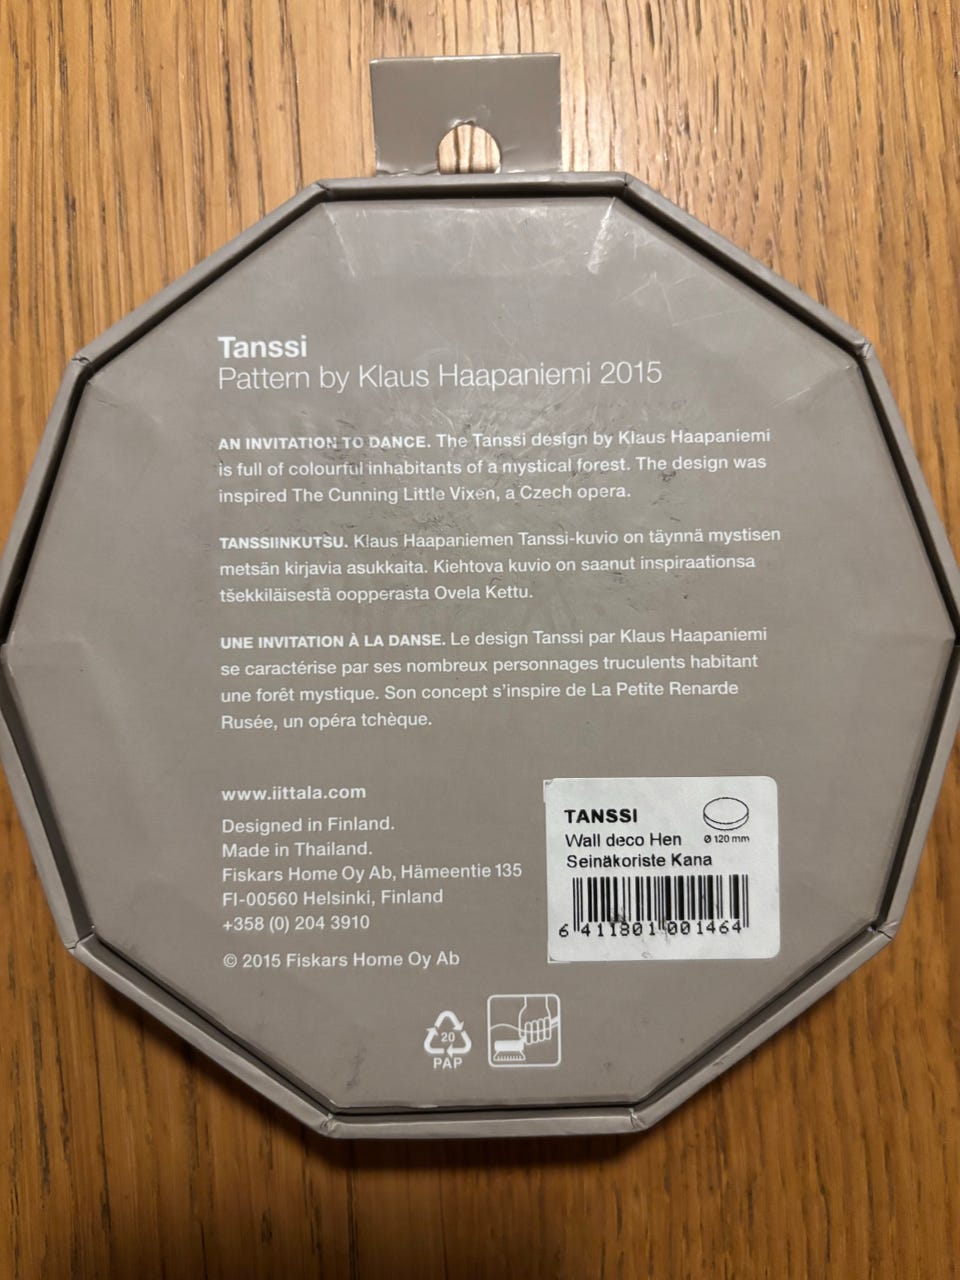 Tanssi
Pattern by Klaus Haapaniemi 2015
AN INVITATION TO DANCE. The Tanssi design by Klaus Haapaniemi
is full of colourful inhabitants of a mystical forest. The design was
inspired The Cunning Little Vixen, a Czech opera.
TANSSIINKUTSU. Klaus Haapaniemen Tanssi-kuvio on täynnä mystisen
metsän kirjavia asukkaita. Kiehtova kuvio on saanut inspiraationsa
tšekkiläisestä oopperasta Ovela Kettu.
UNE INVITATION À LA DANSE. Le design Tanssi par Klaus Haapaniemi
se caractérise par ses nombreux personnages truculents habitant
une forêt mystique. Son concept s'inspire de La Petite Renarde
Rusée, un opéra tchèque.
www.iittala.com
Designed in Finland.
Made in Thailand.
Fiskars Home Oy Ab, Hämeentie 135
FI-00560 Helsinki, Finland
+358 (0) 204 3910
© 2015 Fiskars Home Oy Ab
TANSSI
Ø 120 mm
Wall deco Hen
Seinäkoriste Kana
6 411801 001464
20
PAP